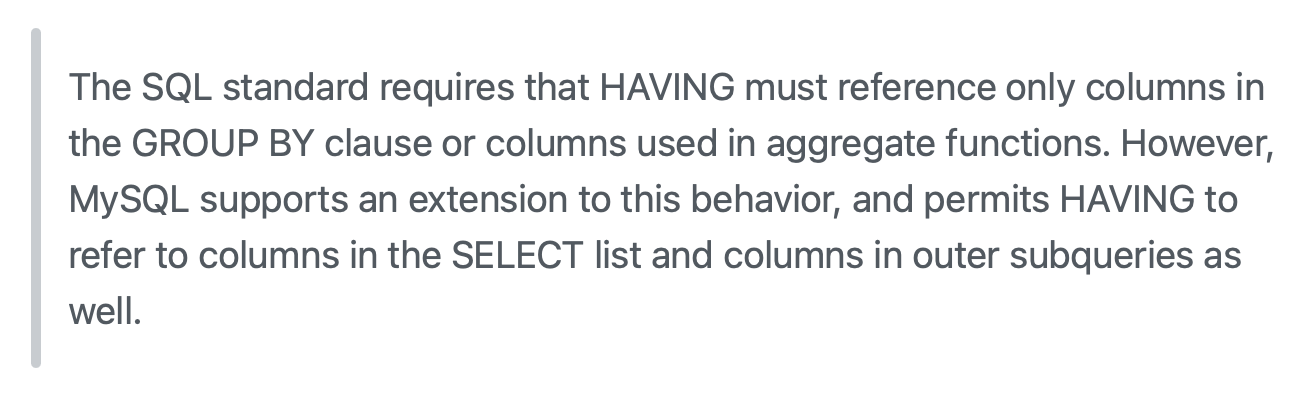 The SQL standard requires that HAVING must reference only columns in
the GROUP BY clause or columns used in aggregate functions. However,
MySQL supports an extension to this behavior, and permits HAVING to
refer to columns in the SELECT list and columns in outer subqueries as
well.